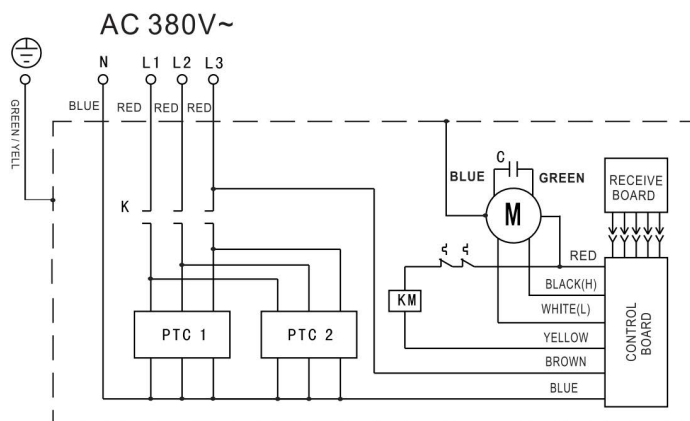 AC 380V~
N L1 L2 L3
BLUE RED RED RED
GREEN/YELL
C
BLUE GREEN
RECEIVE
BOARD
K
M
RED
BLACK(H)
KM
WHITE(L)
PTC 1 PTC 2
YELLOW
BROWN
BLUE
CONTROL
BOARD